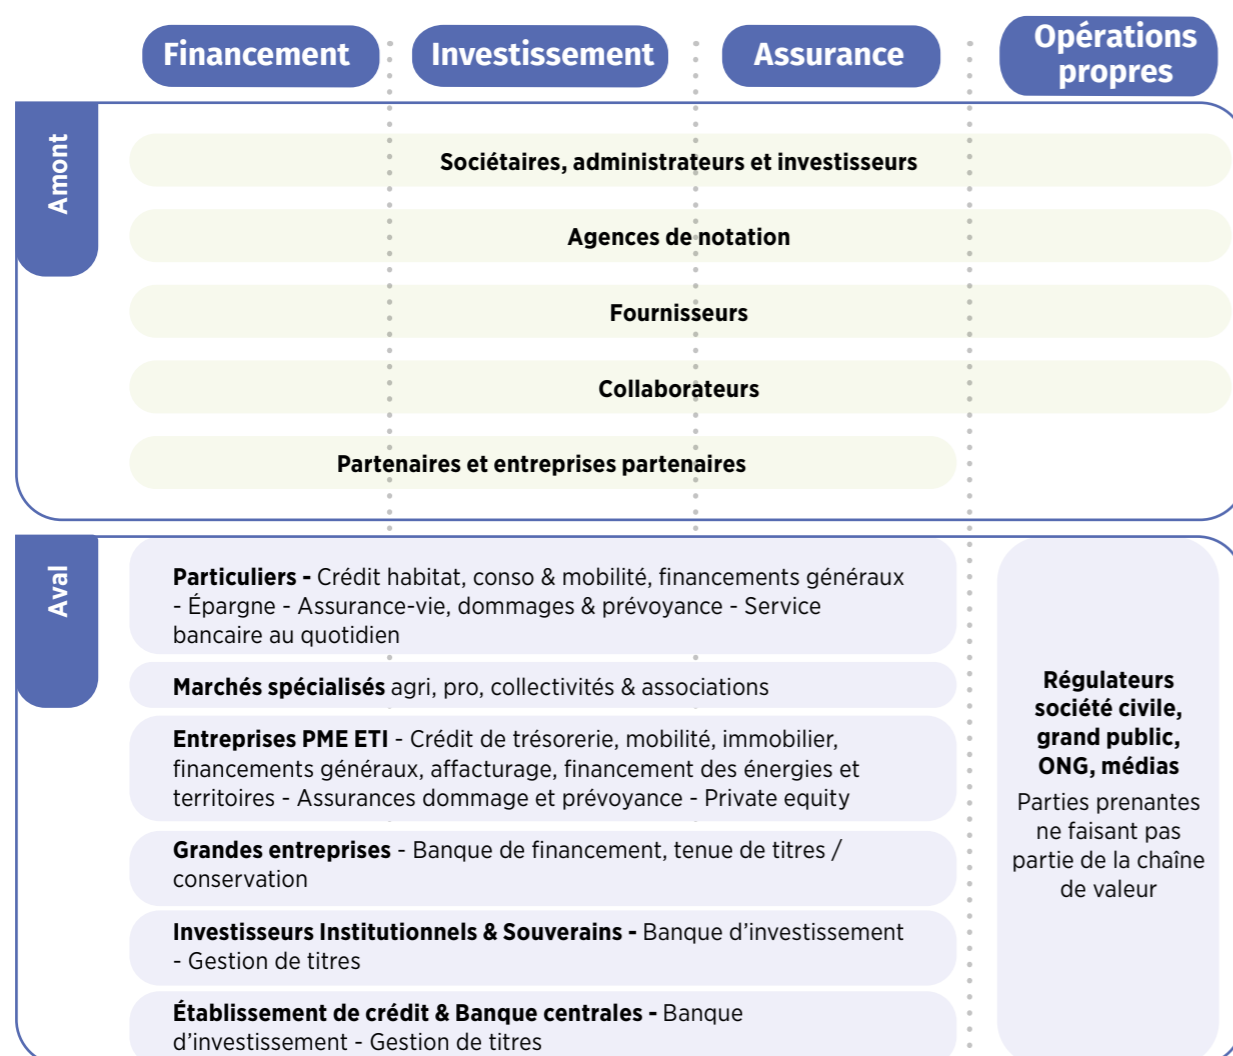 Financement
Investissement
Assurance
Opérations
propres
Amont
Sociétaires, administrateurs et investisseurs
Agences de notation
Fournisseurs
Collaborateurs
Partenaires et entreprises partenaires
Aval
Particuliers - Crédit habitat, conso & mobilité, financements généraux
- Épargne - Assurance-vie, dommages & prévoyance - Service
bancaire au quotidien
Marchés spécialisés agri, pro, collectivités & associations
Entreprises PME ETI - Crédit de trésorerie, mobilité, immobilier,
financements généraux, affacturage, financement des énergies et
territoires - Assurances dommage et prévoyance - Private equity
Grandes entreprises - Banque de financement, tenue de titres /
conservation
Investisseurs Institutionnels & Souverains - Banque d’investissement
- Gestion de titres
Établissement de crédit & Banque centrales - Banque
d’investissement - Gestion de titres
Régulateurs
société civile,
grand public,
ONG, médias
Parties prenantes
ne faisant pas
partie de la chaîne
de valeur